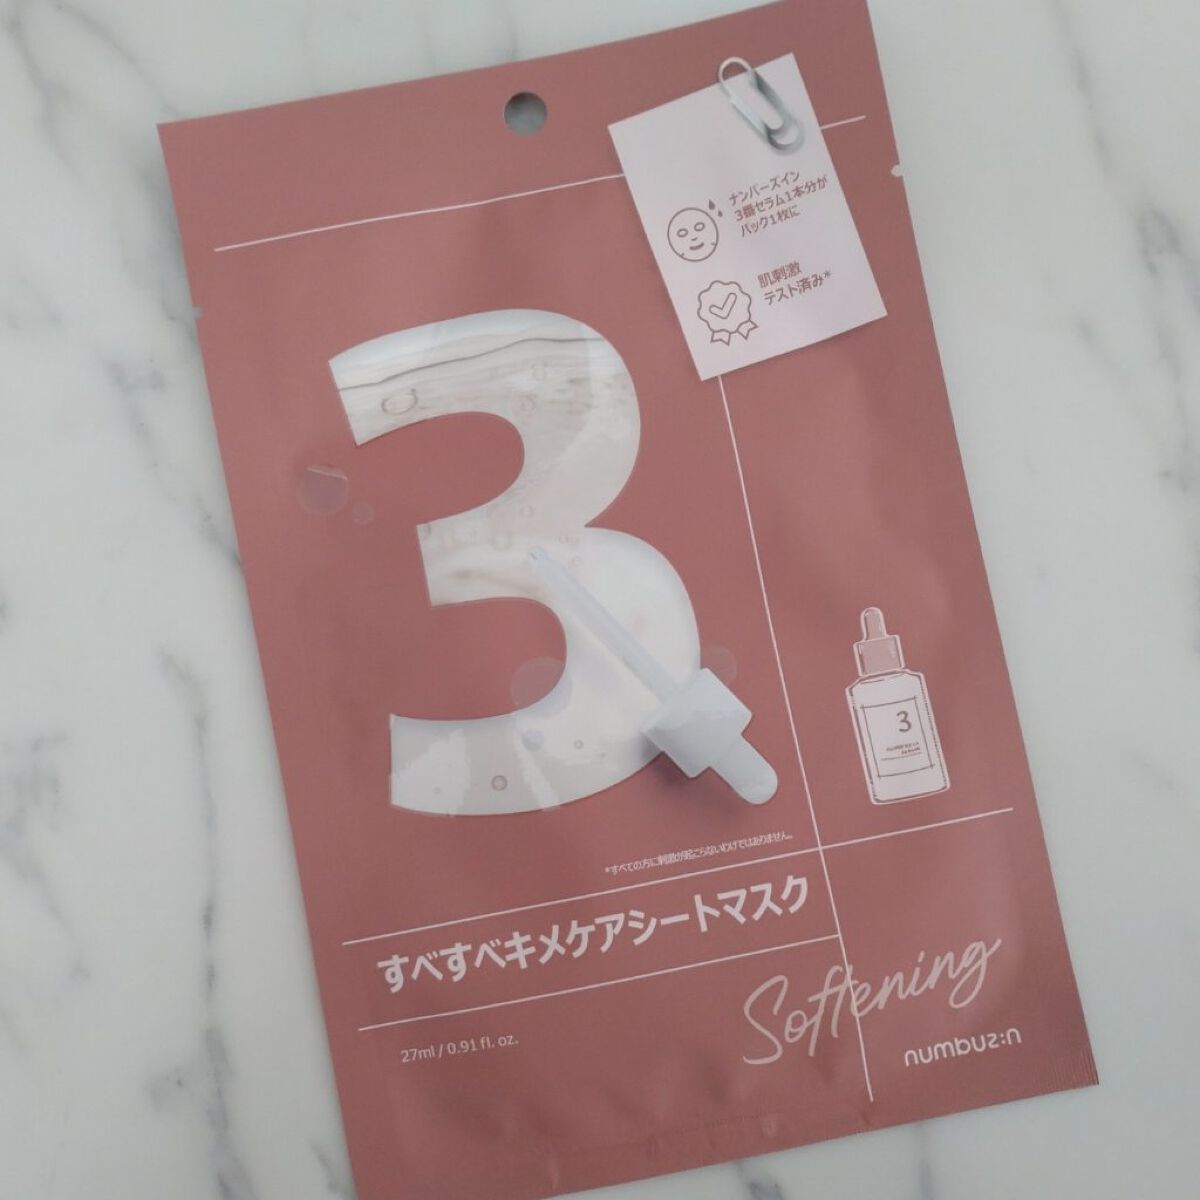 ナンバーズイン
3番セラム1本分が
パック1枚に
肌刺激
テスト済み*
3
3
*すべての方に刺激が起こらないわけではありません。
すべすべキメケアシートマスク
Softening
27ml / 0.91 fl. oz.
numbuz:n